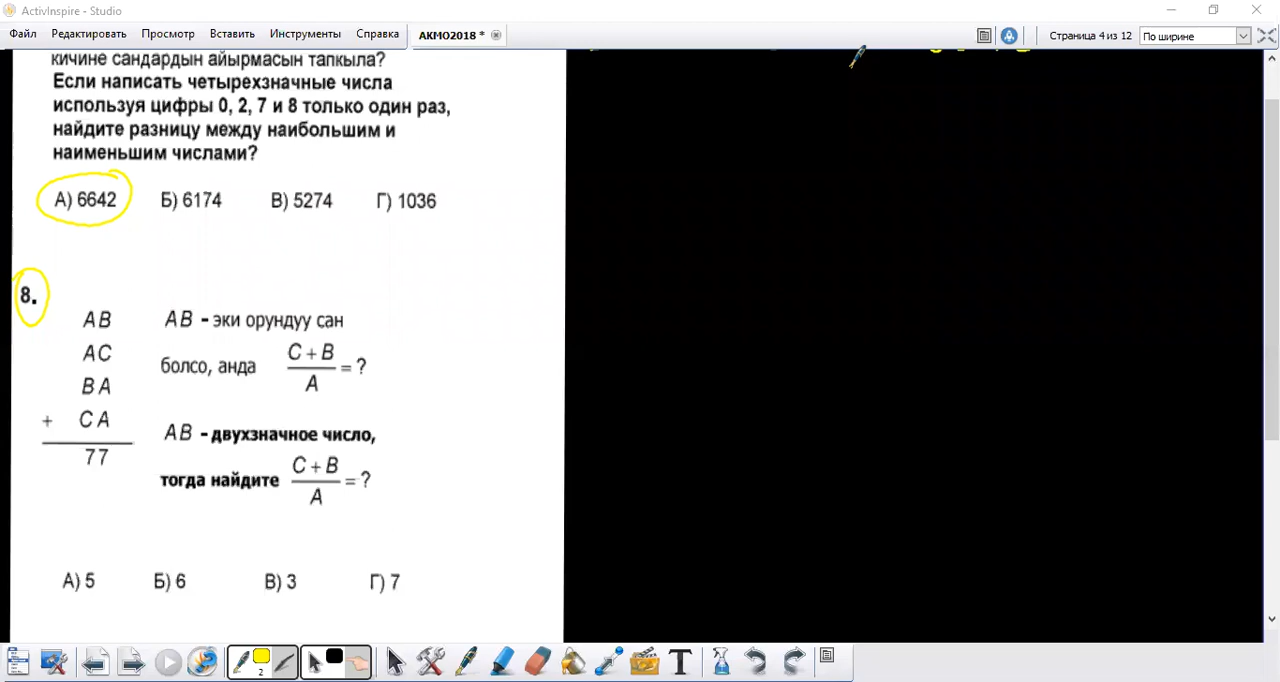 ActivInspire - Studio
Файл Редактировать Просмотр Вставить Инструменты Справка AKMO2018 * Страница 4 из 12 По ширине
кичине сандардын айырмасын тапкыла?
Если написать четырехзначные числа
используя цифры 0, 2, 7 и 8 только один раз,
найдите разницу между наибольшим и
наименьшим числами?
А) 6642 Б) 6174 В) 5274 Г) 1036
8.
AB
AC
BA
+ CA
77
AB - эки орундуу сан
болсо, анда C + B / A = ?
AB - двухзначное число,
тогда найдите C + B / A = ?
А) 5 Б) 6 В) 3 Г) 7
2